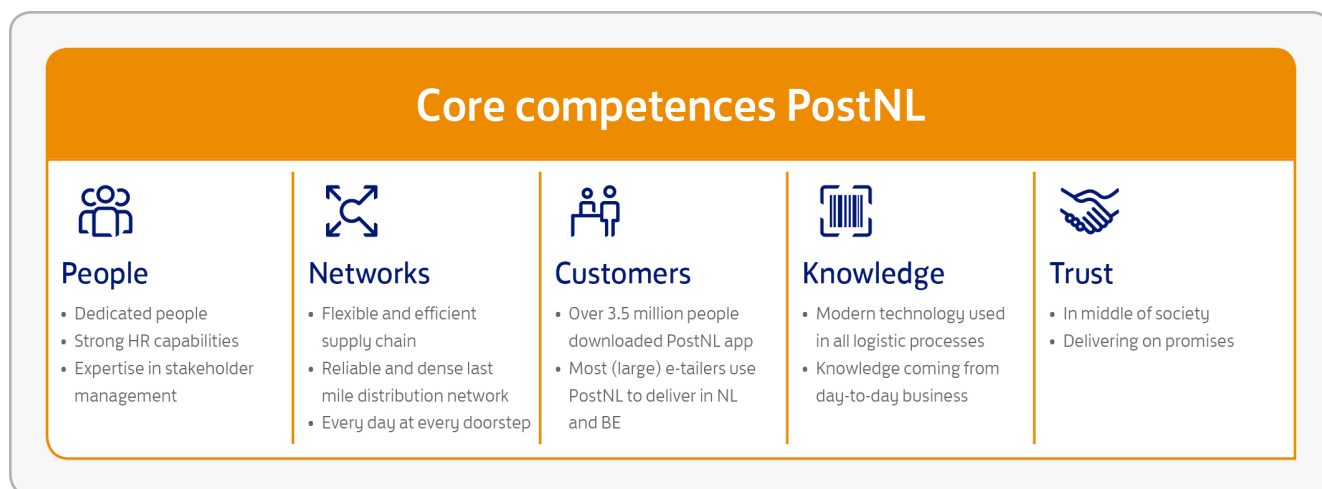 Core competences PostNL
People
• Dedicated people
• Strong HR capabilities
• Expertise in stakeholder
management
Networks
• Flexible and efficient
supply chain
• Reliable and dense last
mile distribution network
• Every day at every doorstep
Customers
• Over 3.5 million people
downloaded PostNL app
• Most (large) e-tailers use
PostNL to deliver in NL
and BE
Knowledge
• Modern technology used
in all logistic processes
• Knowledge coming from
day-to-day business
Trust
• In middle of society
• Delivering on promises